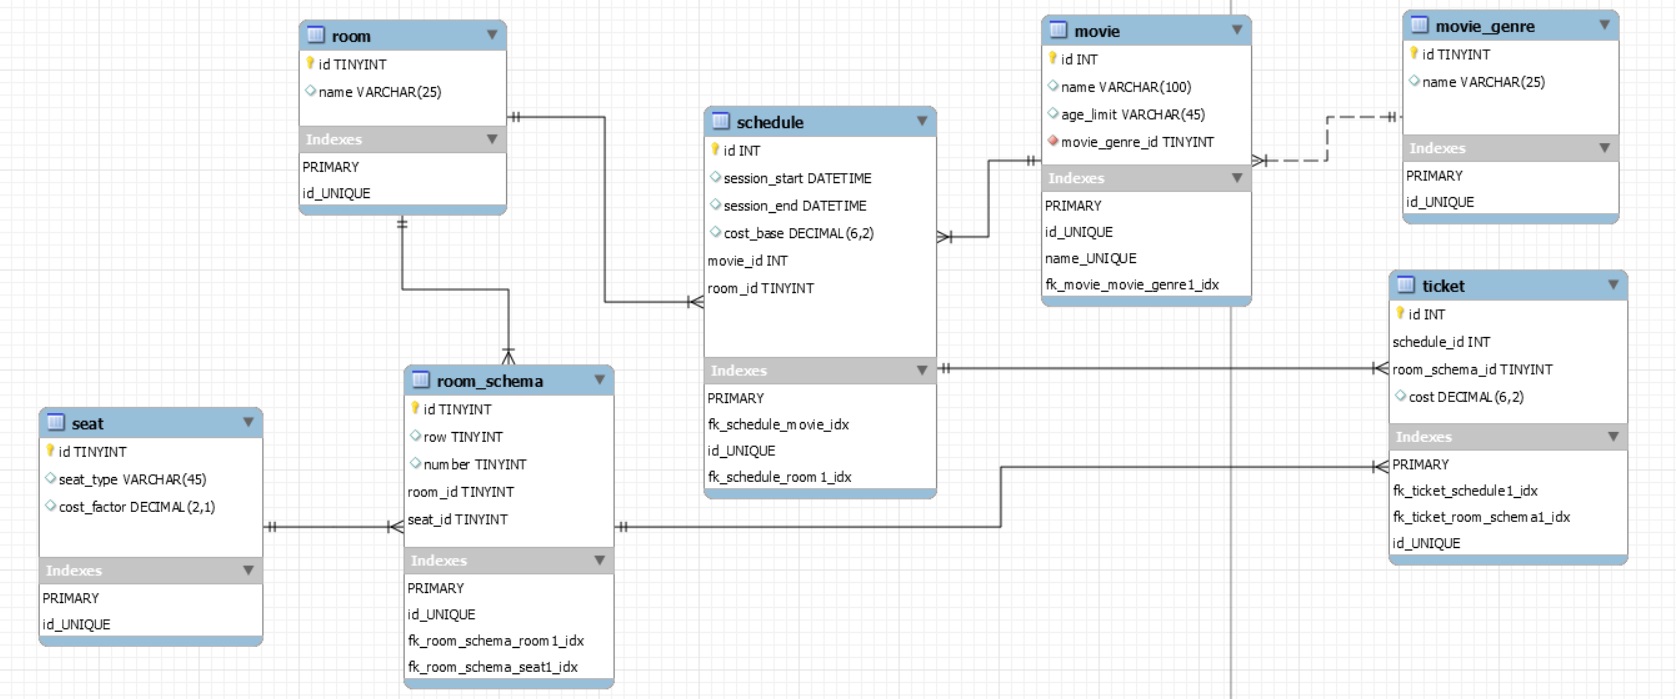 room
id TINYINT
name VARCHAR(25)
Indexes
PRIMARY
id_UNIQUE
schedule
id INT
session_start DATETIME
session_end DATETIME
cost_base DECIMAL(6,2)
movie_id INT
room_id TINYINT
Indexes
PRIMARY
fk_schedule_movie_idx
id_UNIQUE
fk_schedule_room1_idx
movie
id INT
name VARCHAR(100)
age_limit VARCHAR(45)
movie_genre_id TINYINT
Indexes
PRIMARY
id_UNIQUE
name_UNIQUE
fk_movie_movie_genre1_idx
movie_genre
id TINYINT
name VARCHAR(25)
Indexes
PRIMARY
id_UNIQUE
seat
id TINYINT
seat_type VARCHAR(45)
cost_factor DECIMAL(2,1)
Indexes
PRIMARY
id_UNIQUE
room_schema
id TINYINT
row TINYINT
number TINYINT
room_id TINYINT
seat_id TINYINT
Indexes
PRIMARY
id_UNIQUE
fk_room_schema_room1_idx
fk_room_schema_seat1_idx
ticket
id INT
schedule_id INT
room_schema_id TINYINT
cost DECIMAL(6,2)
Indexes
PRIMARY
fk_ticket_schedule1_idx
fk_ticket_room_schema1_idx
id_UNIQUE